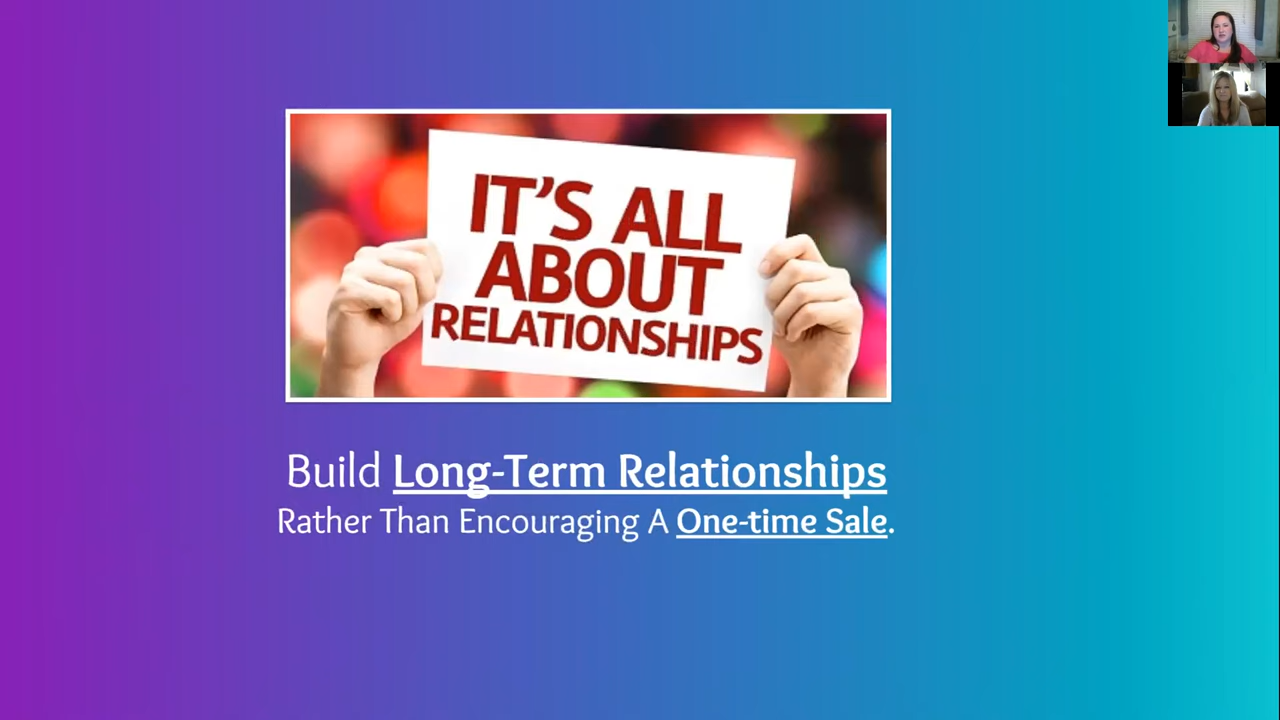 IT'S ALL
ABOUT
RELATIONSHIPS
Build Long-Term Relationships
Rather Than Encouraging A One-time Sale.